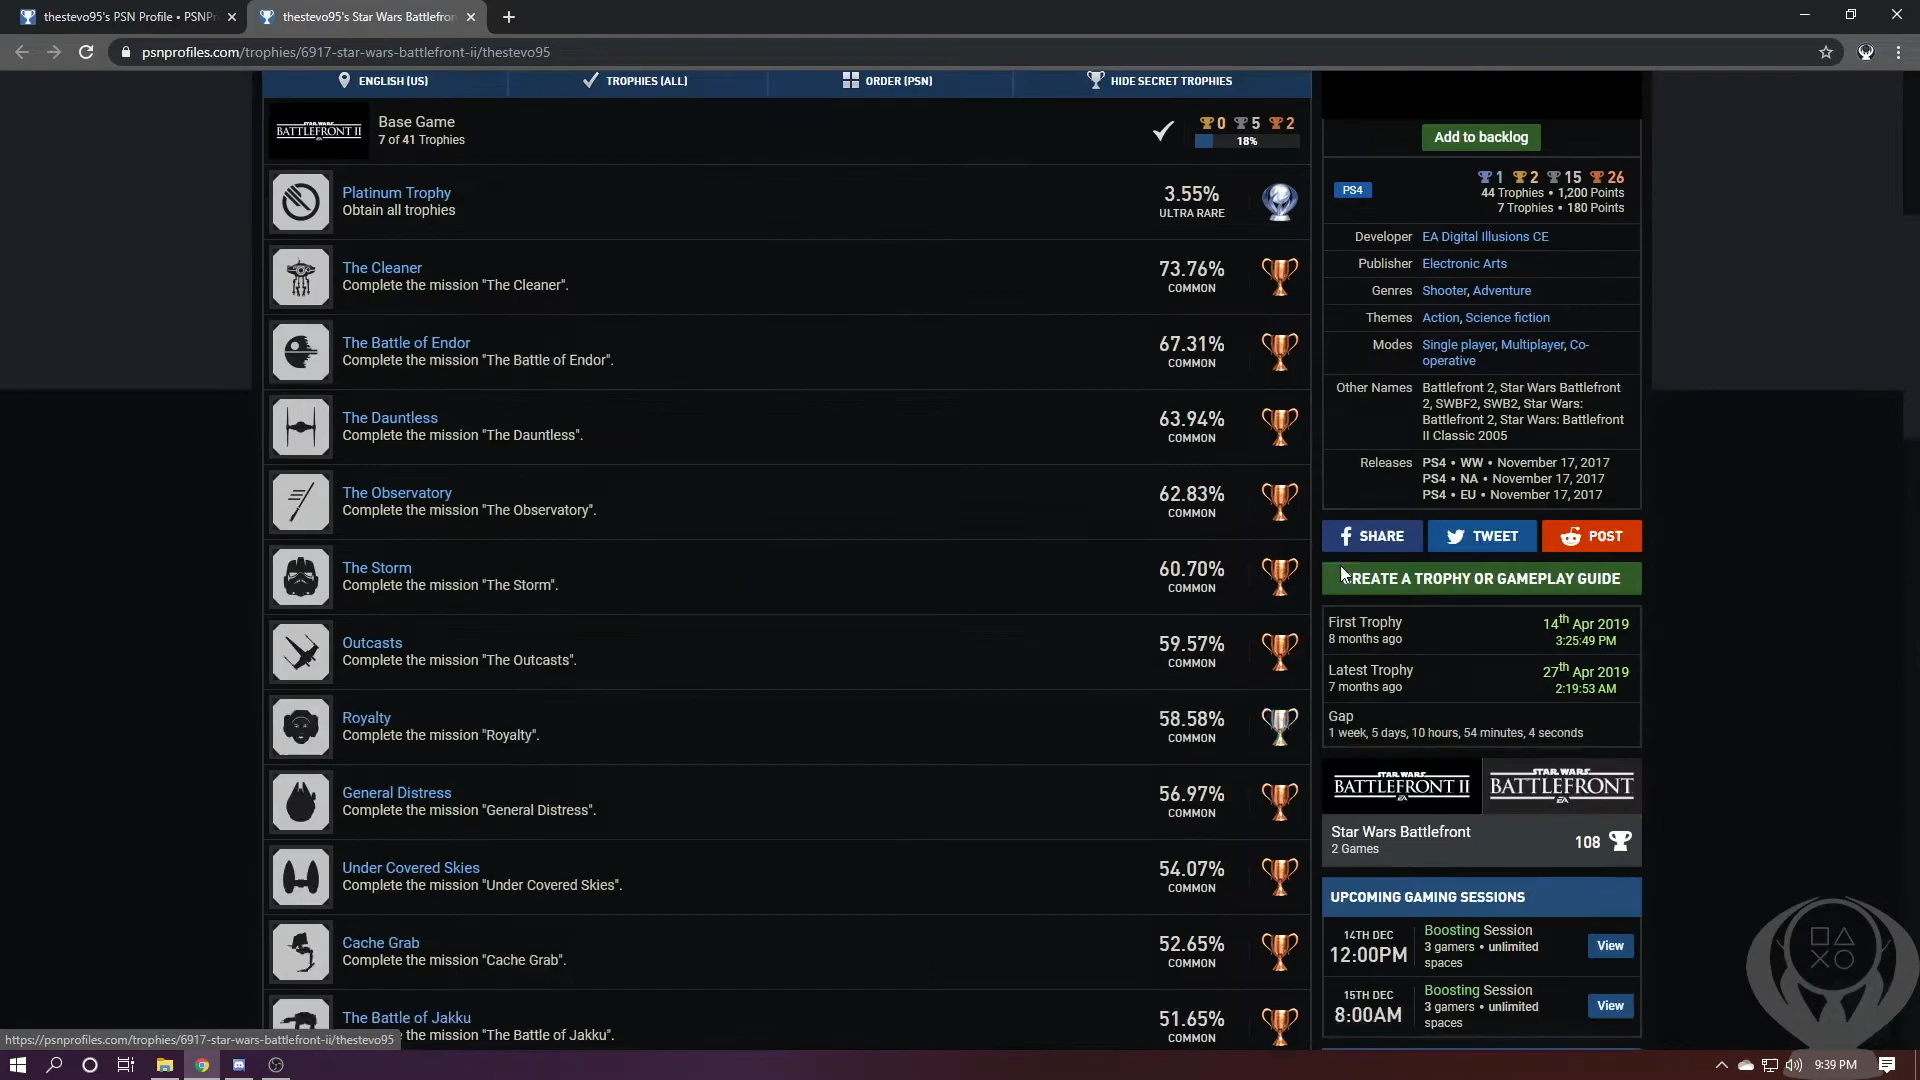 thestevo95's PSN Profile • PSNPr
thestevo95's Star Wars Battlefron
psnprofiles.com/trophies/6917-star-wars-battlefront-ii/thestevo95
ENGLISH (US)
TROPHIES (ALL)
ORDER (PSN)
HIDE SECRET TROPHIES
STAR WARS
BATTLEFRONT II
EA
Base Game
7 of 41 Trophies
0 5 2
18%
Platinum Trophy
Obtain all trophies
3.55%
ULTRA RARE
The Cleaner
Complete the mission "The Cleaner".
73.76%
COMMON
The Battle of Endor
Complete the mission "The Battle of Endor".
67.31%
COMMON
The Dauntless
Complete the mission "The Dauntless".
63.94%
COMMON
The Observatory
Complete the mission "The Observatory".
62.83%
COMMON
The Storm
Complete the mission "The Storm".
60.70%
COMMON
Outcasts
Complete the mission "The Outcasts".
59.57%
COMMON
Royalty
Complete the mission "Royalty".
58.58%
COMMON
General Distress
Complete the mission "General Distress".
56.97%
COMMON
Under Covered Skies
Complete the mission "Under Covered Skies".
54.07%
COMMON
Cache Grab
Complete the mission "Cache Grab".
52.65%
COMMON
The Battle of Jakku
the mission "The Battle of Jakku".
51.65%
COMMON
Add to backlog
PS4
1 2 15 26
44 Trophies • 1,200 Points
7 Trophies • 180 Points
Developer EA Digital Illusions CE
Publisher Electronic Arts
Genres Shooter, Adventure
Themes Action, Science fiction
Modes Single player, Multiplayer, Co-
operative
Other Names Battlefront 2, Star Wars Battlefront
2, SWBF2, SWB2, Star Wars:
Battlefront 2, Star Wars: Battlefront
II Classic 2005
Releases PS4 • WW • November 17, 2017
PS4 • NA • November 17, 2017
PS4 • EU • November 17, 2017
SHARE
TWEET
POST
REATE A TROPHY OR GAMEPLAY GUIDE
First Trophy 14th Apr 2019
8 months ago 3:25:49 PM
Latest Trophy 27th Apr 2019
7 months ago 2:19:53 AM
Gap
1 week, 5 days, 10 hours, 54 minutes, 4 seconds
STAR WARS
BATTLEFRONT II
EA
STAR WARS
BATTLEFRONT
EA
Star Wars Battlefront
2 Games
108
UPCOMING GAMING SESSIONS
14TH DEC
12:00PM
Boosting Session
3 gamers • unlimited
spaces
View
15TH DEC
8:00AM
Boosting Session
3 gamers • unlimited
spaces
View
https://psnprofiles.com/trophies/6917-star-wars-battlefront-ii/thestevo95
9:39 PM